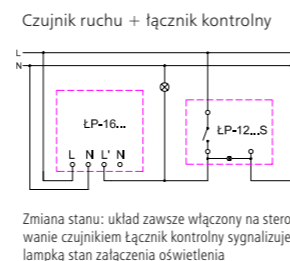 Czujnik ruchu + łącznik kontrolny
L
N
ŁP-16...
ŁP-12...S
L N L' N
Zmiana stanu: układ zawsze włączony na stero
wanie czujnikiem Łącznik kontrolny sygnalizuje
lampką stan załączenia oświetlenia